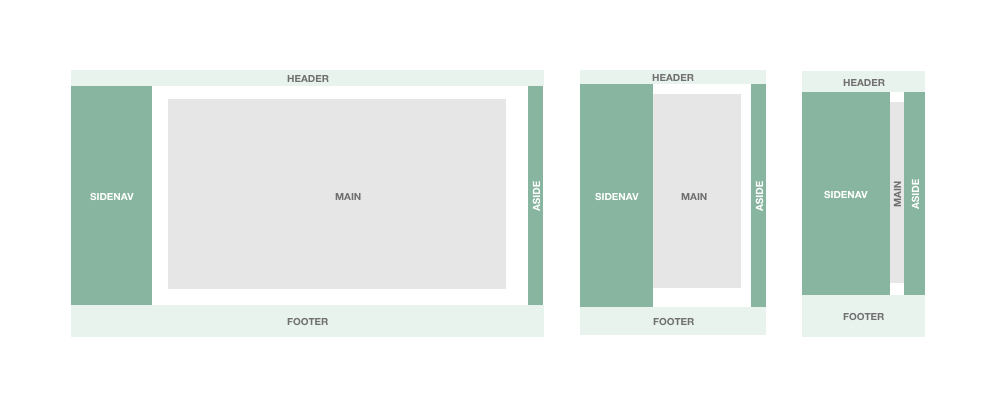 HEADER
SIDENAV
MAIN
ASIDE
FOOTER
HEADER
SIDENAV
MAIN
ASIDE
FOOTER
HEADER
SIDENAV
MAIN
ASIDE
FOOTER